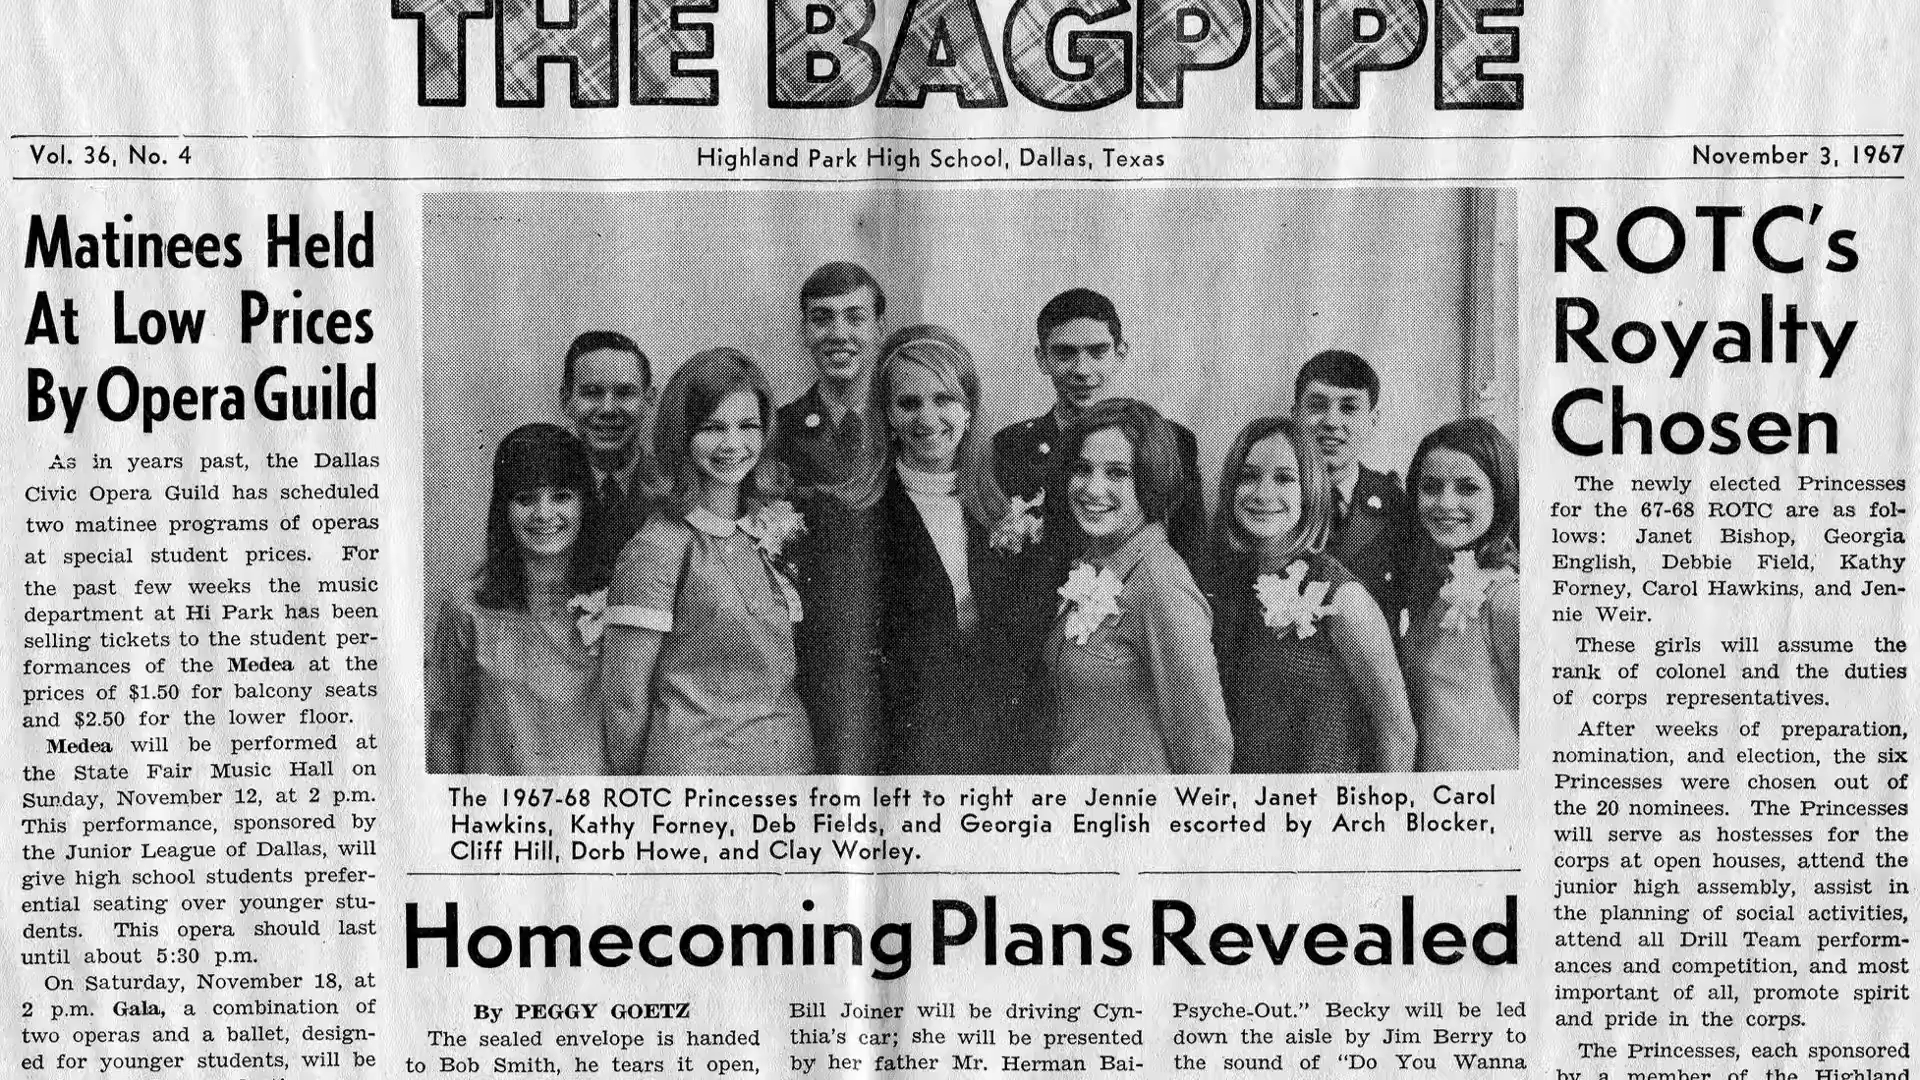 THE BAGPIPE
Vol. 36, No. 4
Highland Park High School, Dallas, Texas
November 3, 1967
Matinees Held
At Low Prices
By Opera Guild
As in years past, the Dallas
Civic Opera Guild has scheduled
two matinee programs of operas
at special student prices. For
the past few weeks the music
department at Hi Park has been
selling tickets to the student per-
formances of the Medea at the
prices of $1.50 for balcony seats
and $2.50 for the lower floor.
Medea will be performed at
the State Fair Music Hall on
Sunday, November 12, at 2 p.m.
This performance, sponsored by
the Junior League of Dallas, will
give high school students prefer-
ential seating over younger stu-
dents. This opera should last
until about 5:30 p.m.
On Saturday, November 18, at
2 p.m. Gala, a combination of
two operas and a ballet, design-
ed for younger students, will be
The 1967-68 ROTC Princesses from left to right are Jennie Weir, Janet Bishop, Carol
Hawkins, Kathy Forney, Deb Fields, and Georgia English escorted by Arch Blocker,
Cliff Hill, Dorb Howe, and Clay Worley.
Homecoming Plans Revealed
By PEGGY GOETZ
The sealed envelope is handed
to Bob Smith, he tears it open,
Bill Joiner will be driving Cyn-
thia's car; she will be presented
by her father Mr. Herman Bai-
Psyche-Out." Becky will be led
down the aisle by Jim Berry to
the sound of "Do You Wanna
ROTC's
Royalty
Chosen
The newly elected Princesses
for the 67-68 ROTC are as fol-
lows: Janet Bishop, Georgia
English, Debbie Field, Kathy
Forney, Carol Hawkins, and Jen-
nie Weir.
These girls will assume the
rank of colonel and the duties
of corps representatives.
After weeks of preparation,
nomination, and election, the six
Princesses were chosen out of
the 20 nominees. The Princesses
will serve as hostesses for the
corps at open houses, attend the
junior high assembly, assist in
the planning of social activities,
attend all Drill Team perform-
ances and competition, and most
important of all, promote spirit
and pride in the corps.
The Princesses, each sponsored
by a member of the Highland